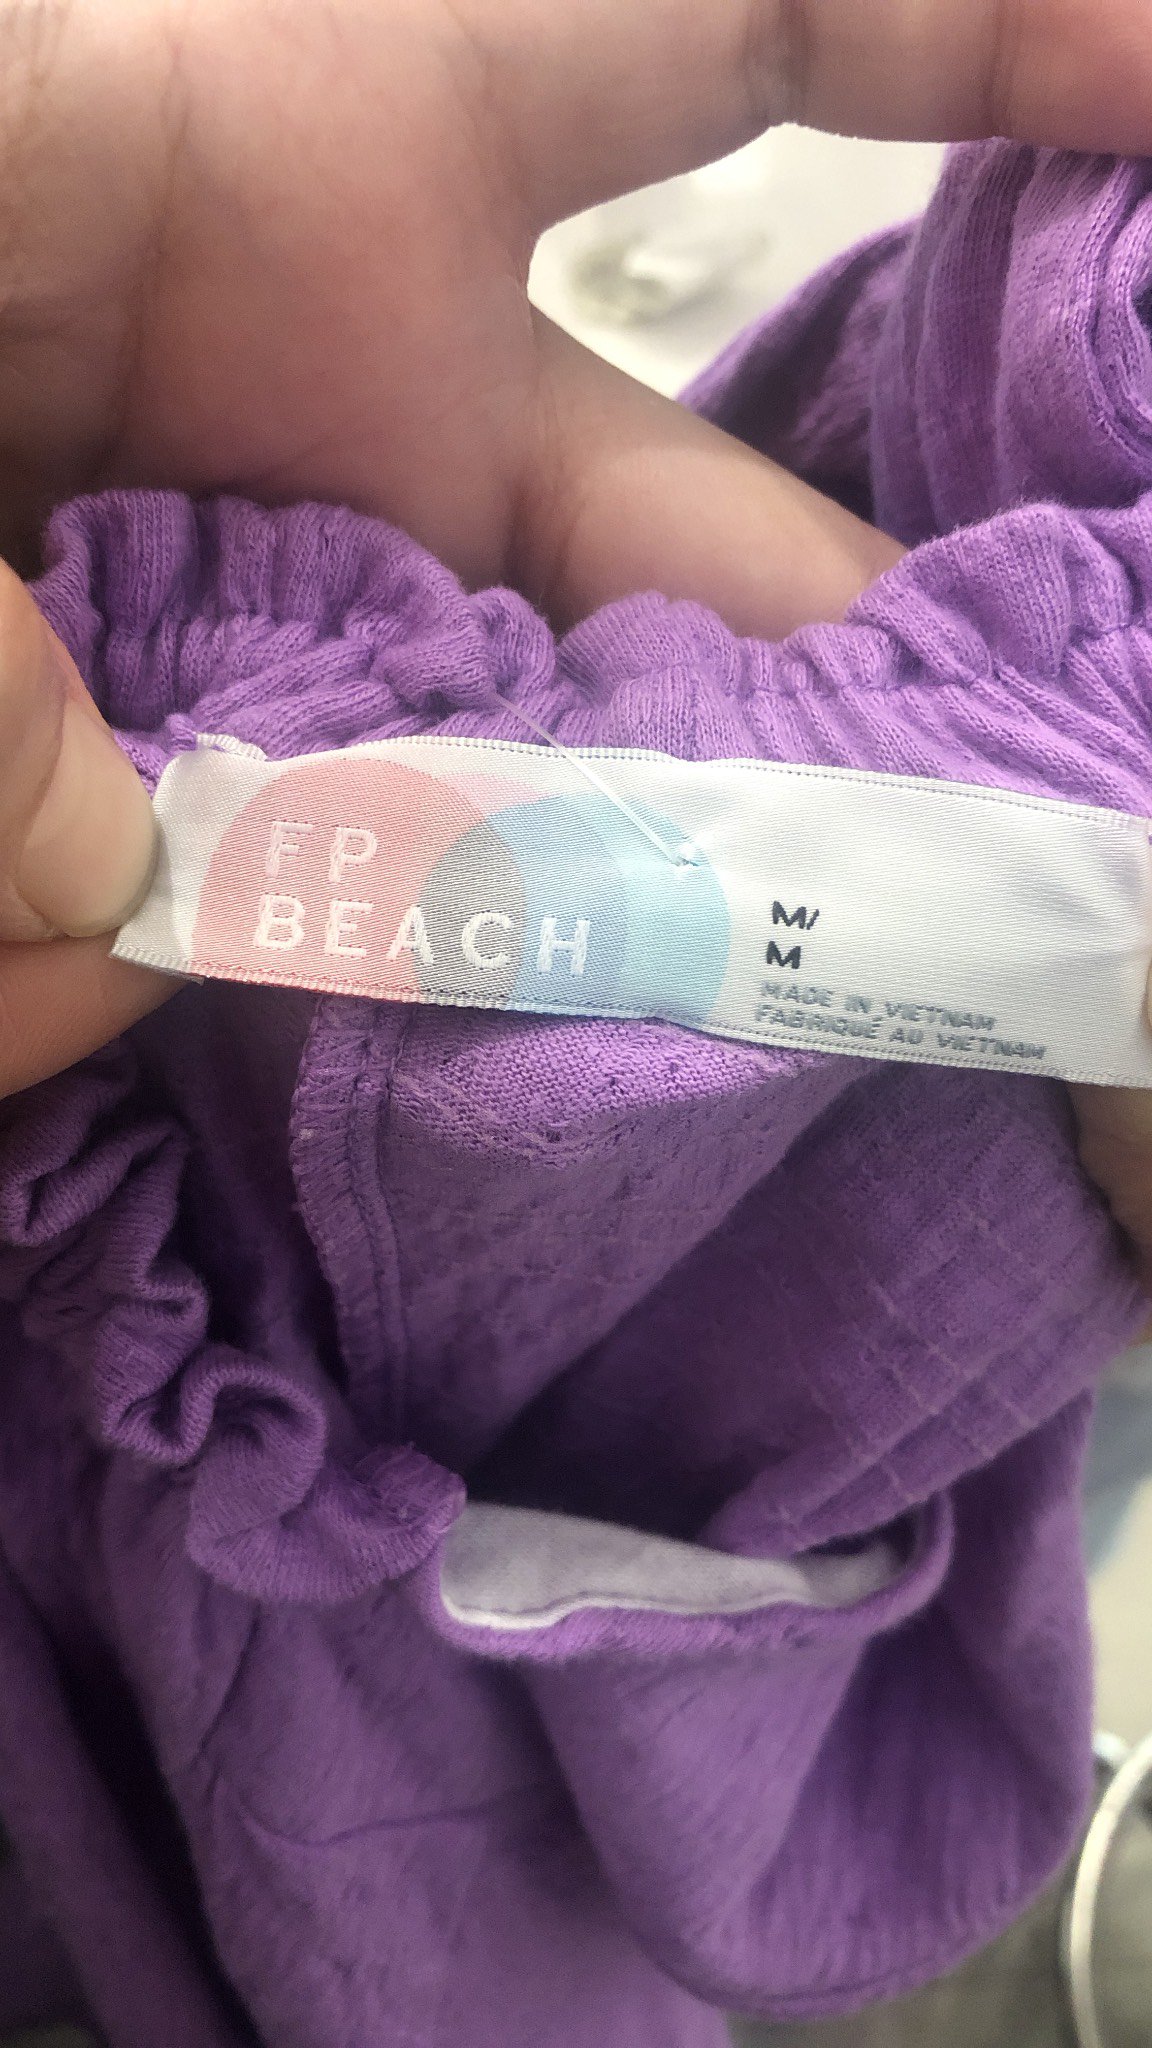 FP
BEACH
M/
M
MADE IN VIETNAM
FABRIQUÉ AU VIETNAM